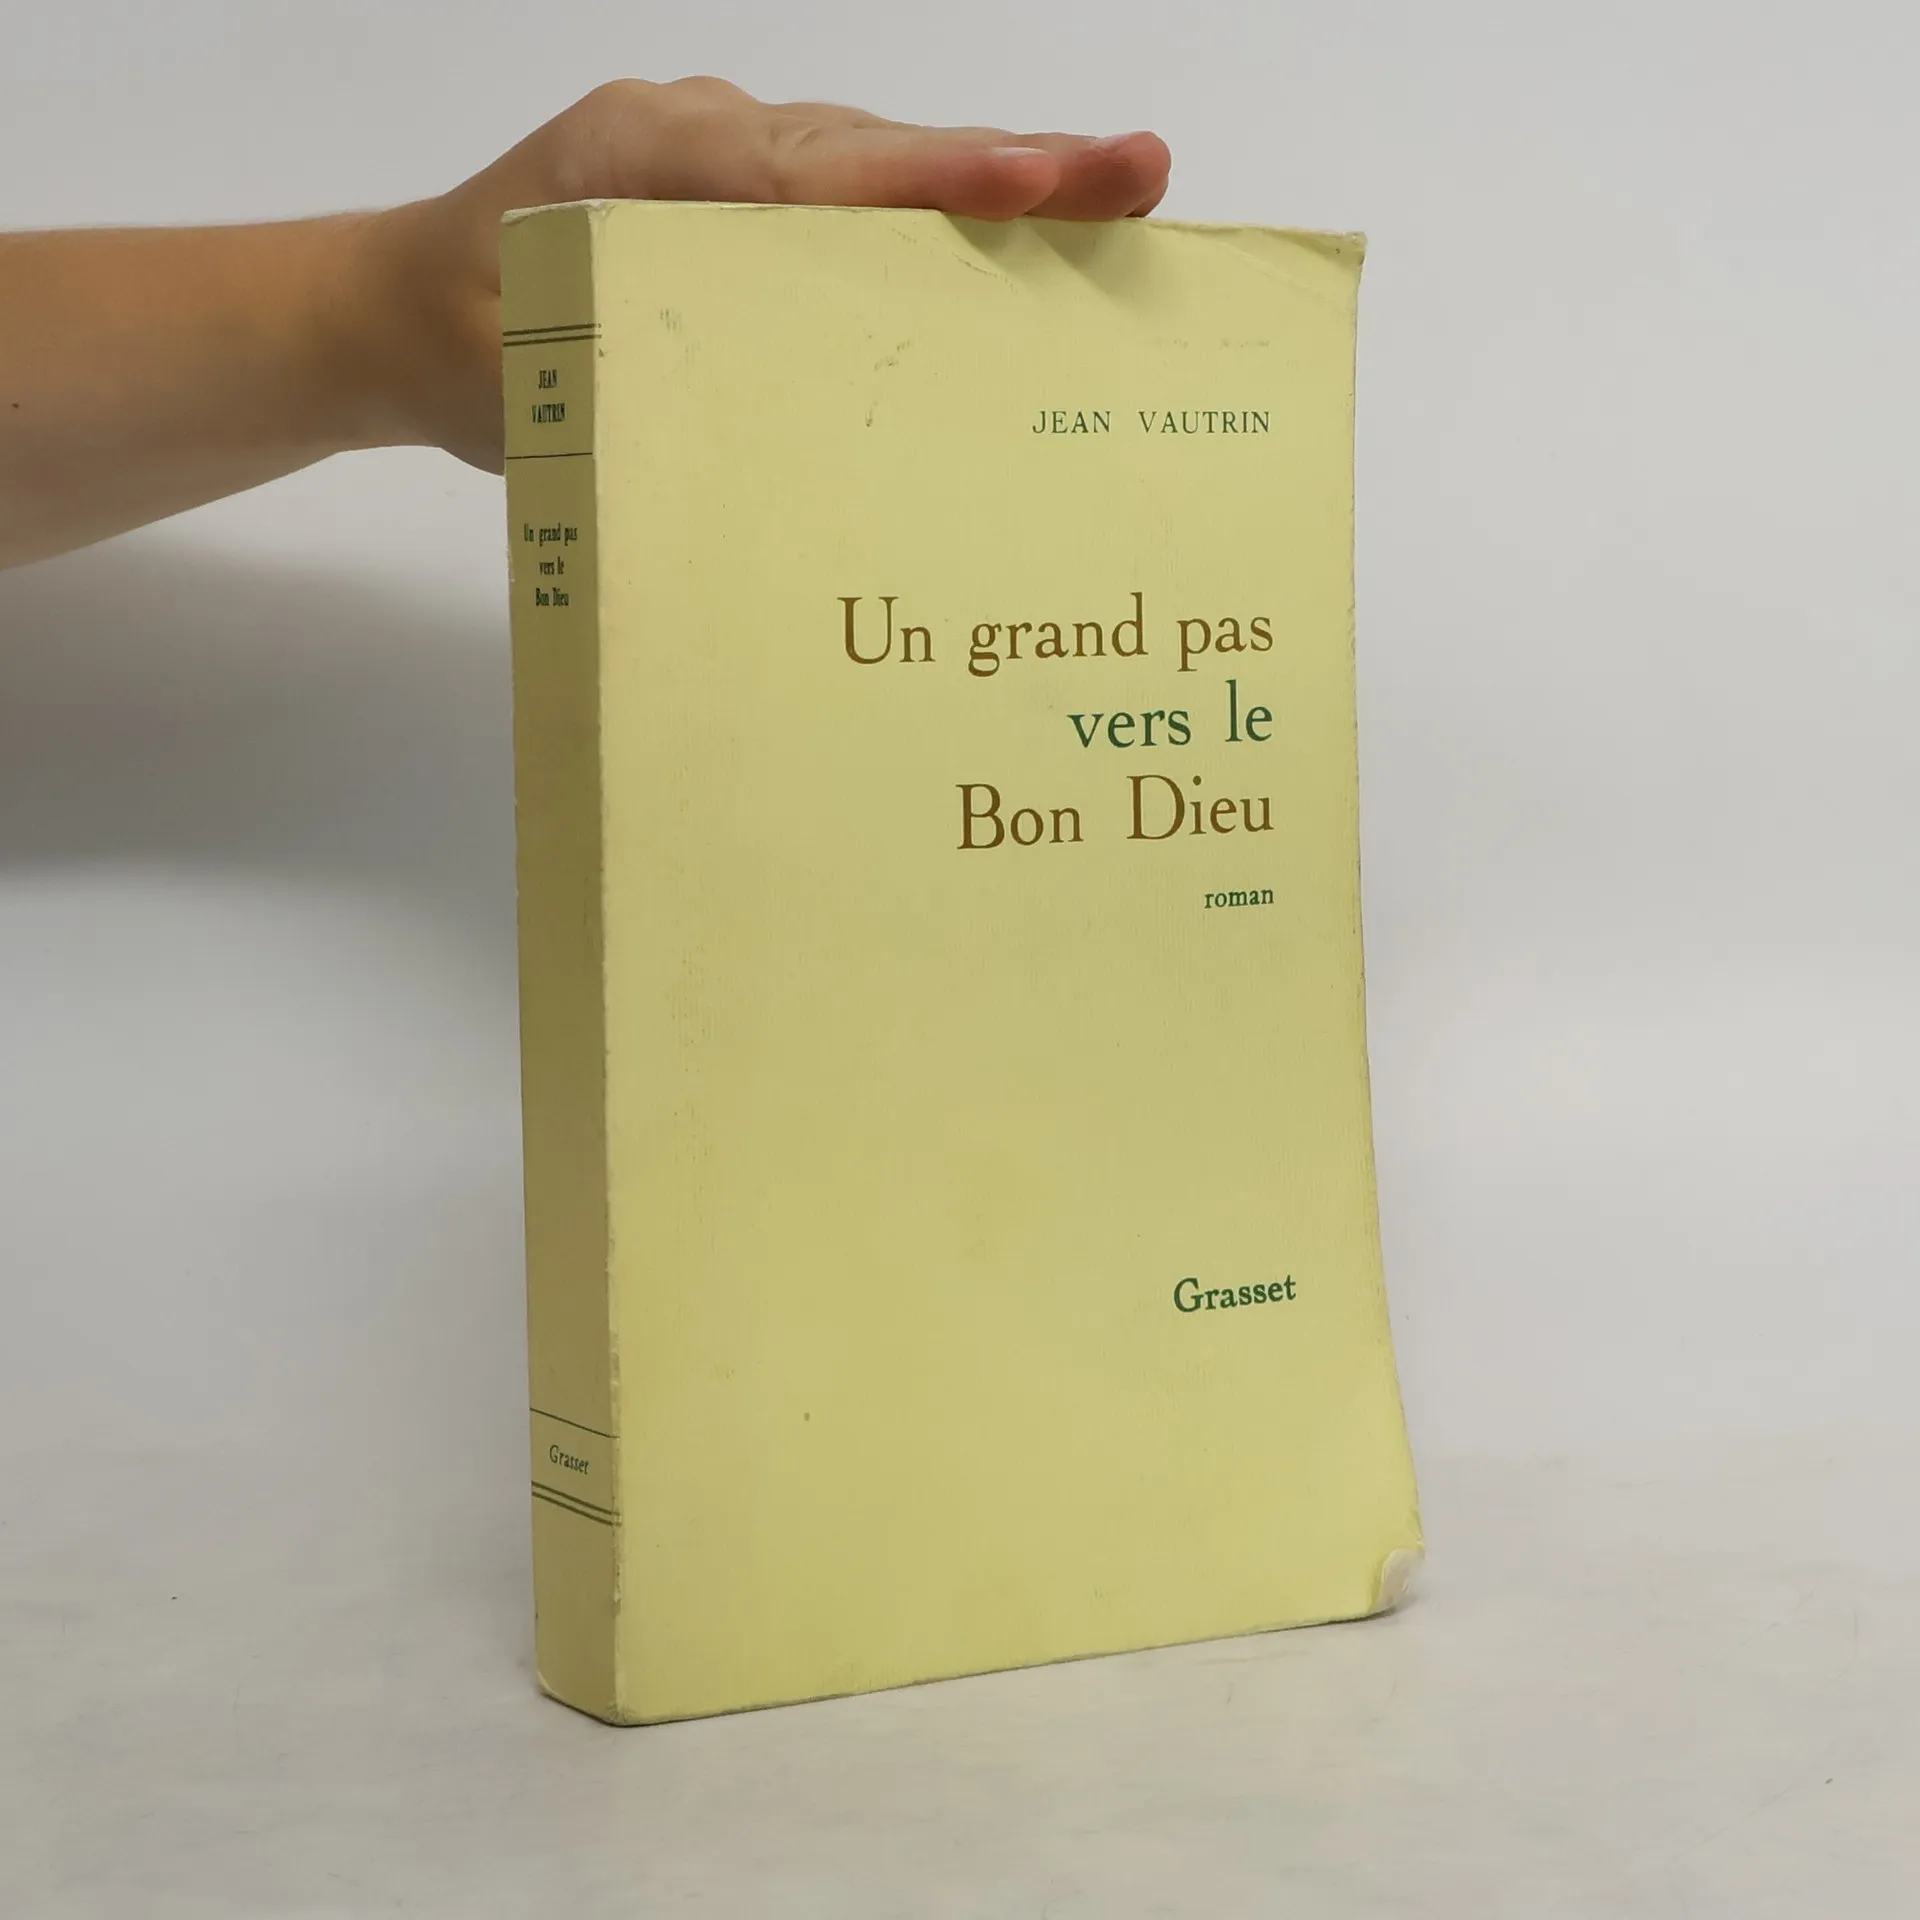 JEAN
VAUTRIN
Un grand pas
vers le
Bon Dieu
Grasset
JEAN VAUTRIN
Un grand pas
vers le
Bon Dieu
roman
Grasset